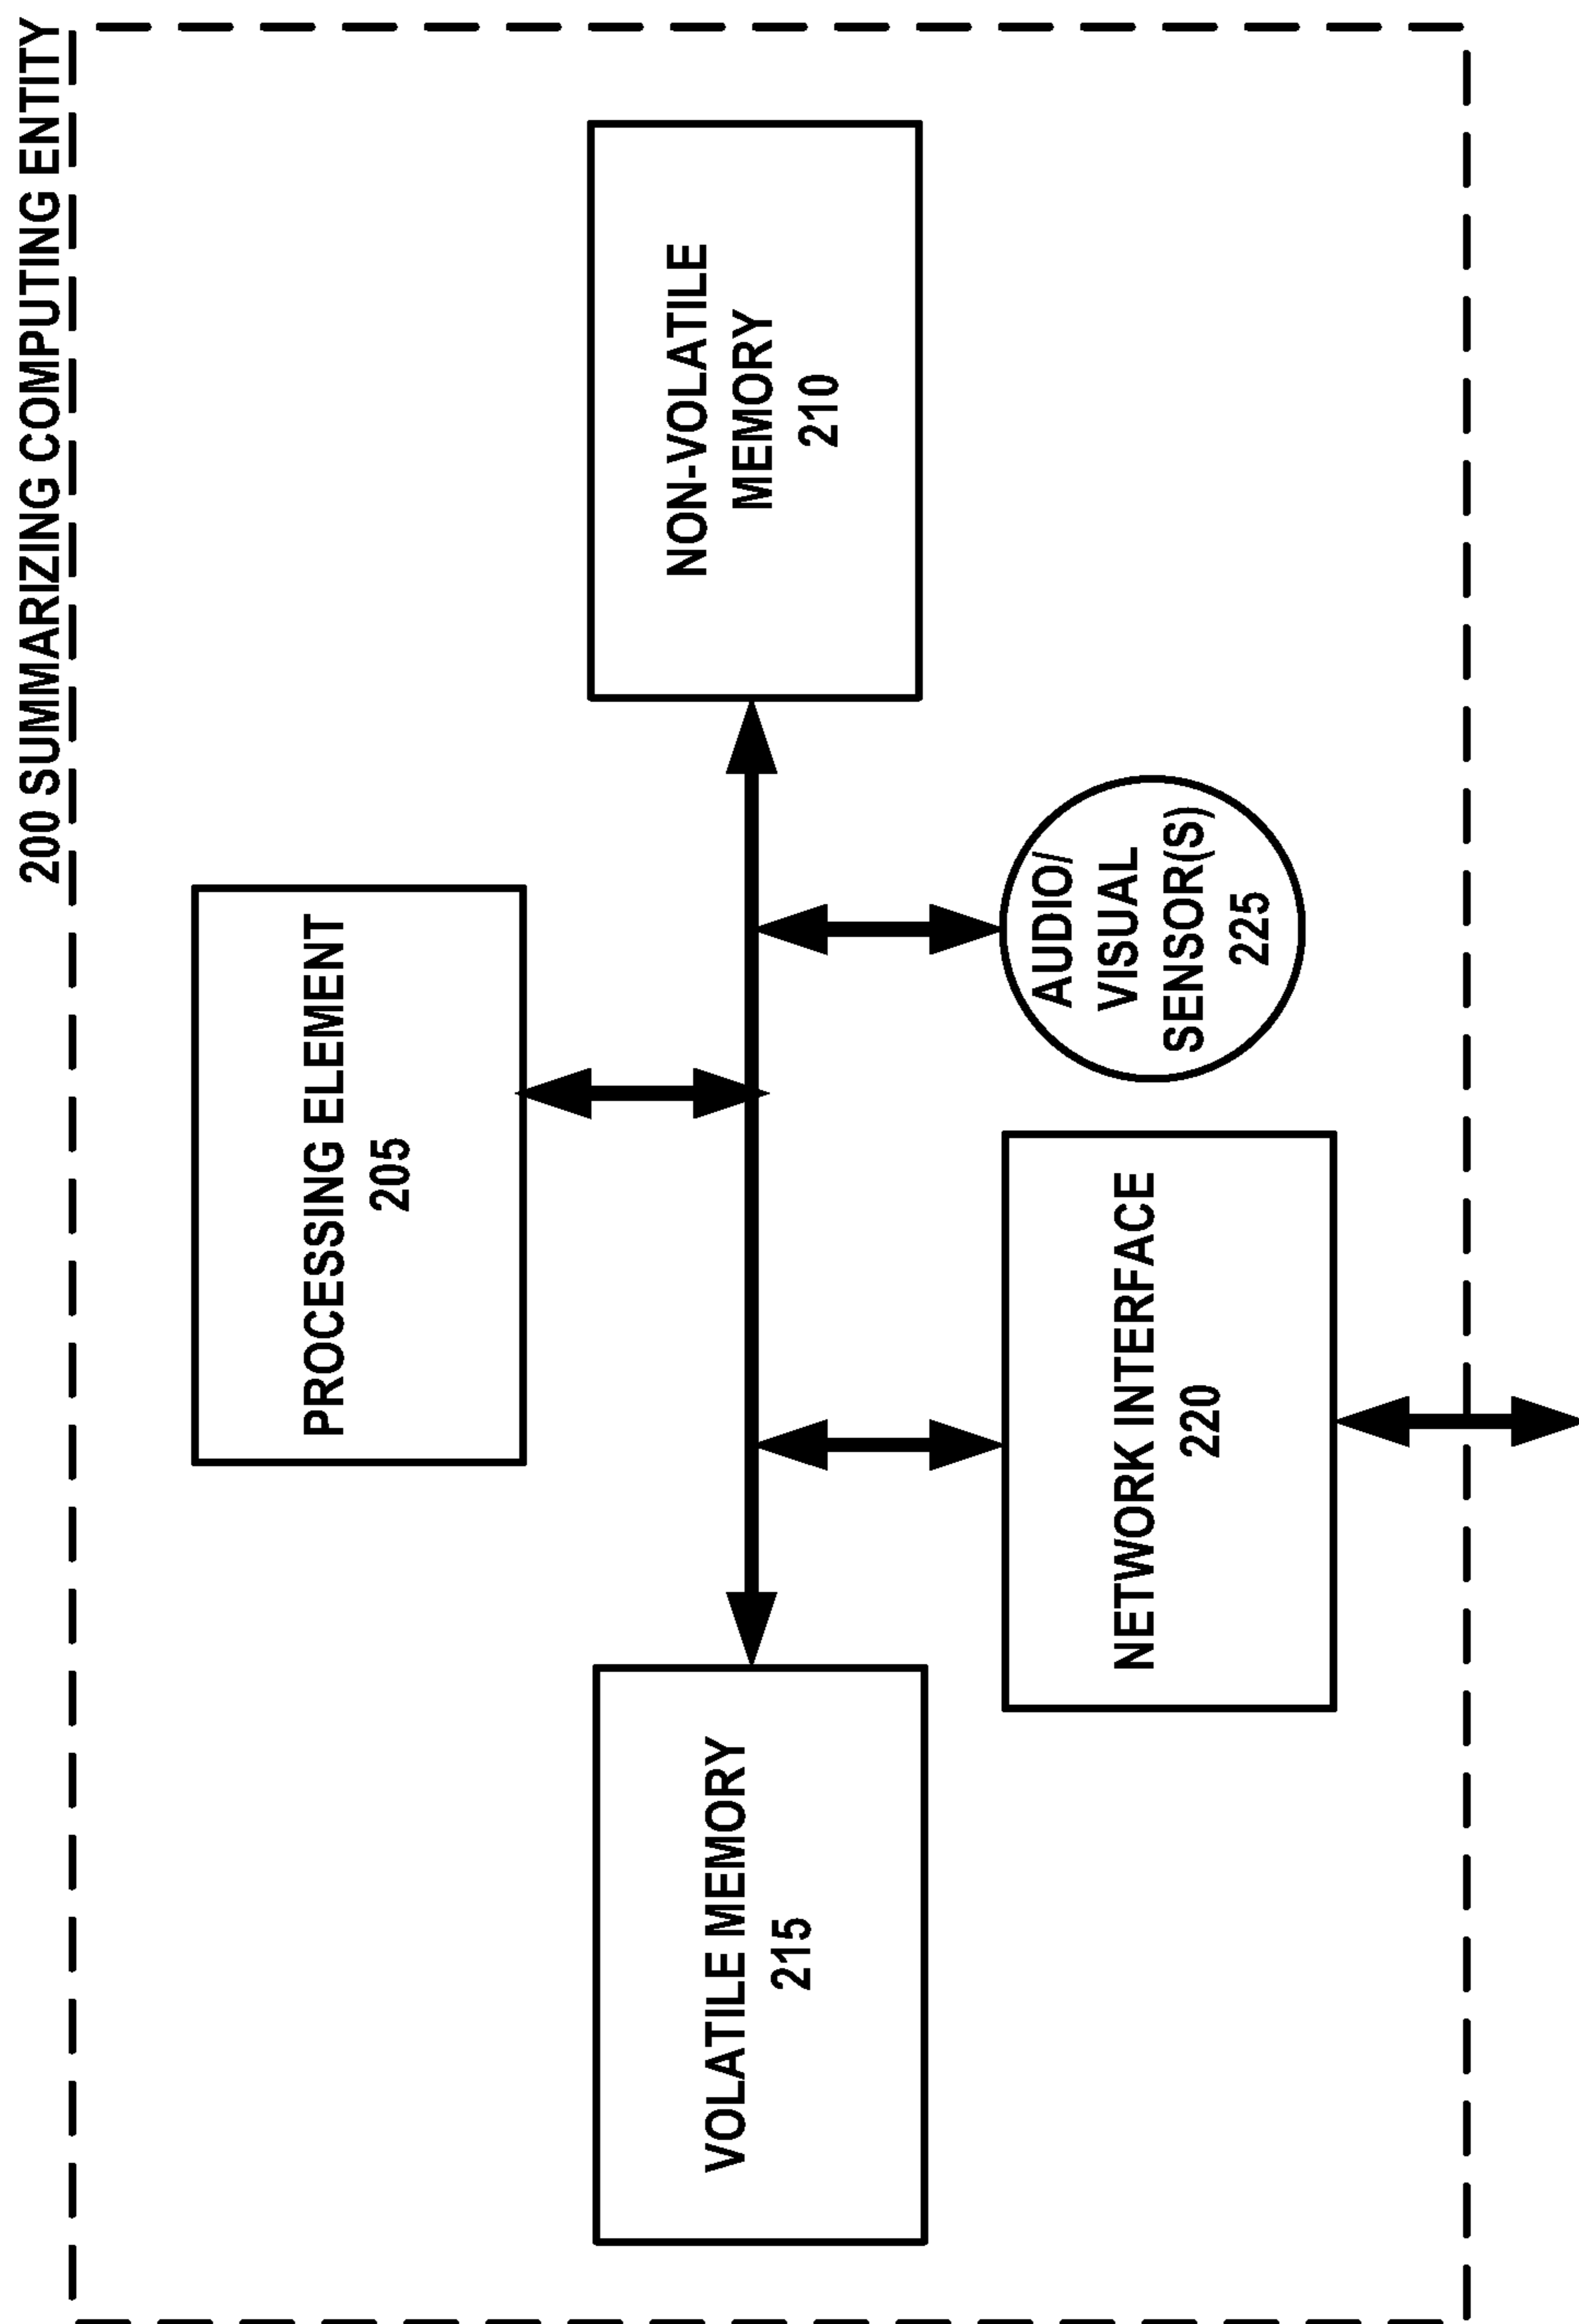 200 SUMMARIZING COMPUTING ENTITY
PROCESSING ELEMENT
205
VOLATILE MEMORY
215
NON-VOLATILE
MEMORY
210
NETWORK INTERFACE
220
AUDIO/
VISUAL
SENSOR(S)
225